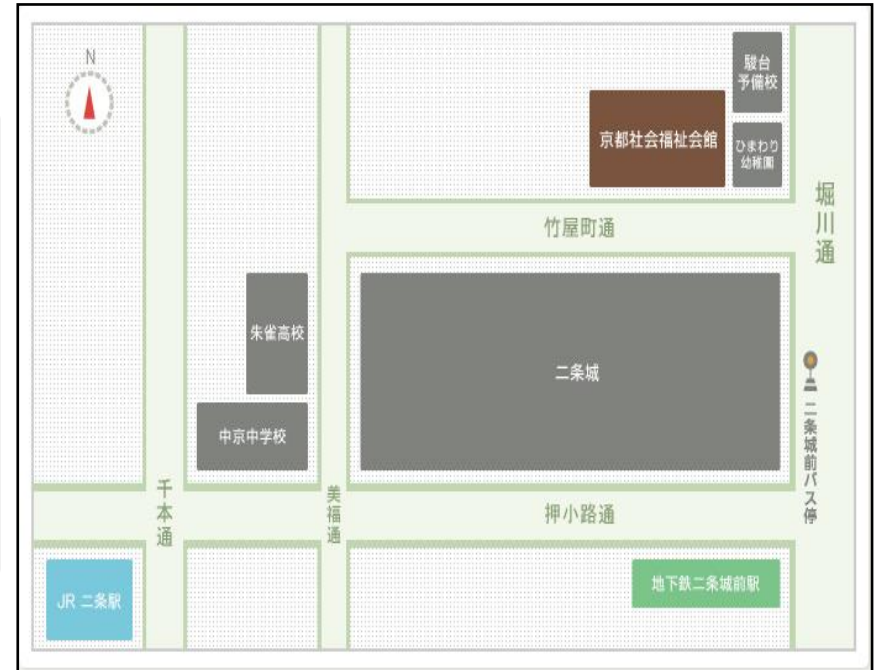 N
駿台
予備校
京都社会福祉会館
ひまわり
幼稚園
堀川通
竹屋町通
朱雀高校
二条城
中京中学校
二条城前バス停
千本通
美福通
押小路通
JR 二条駅
地下鉄二条城前駅